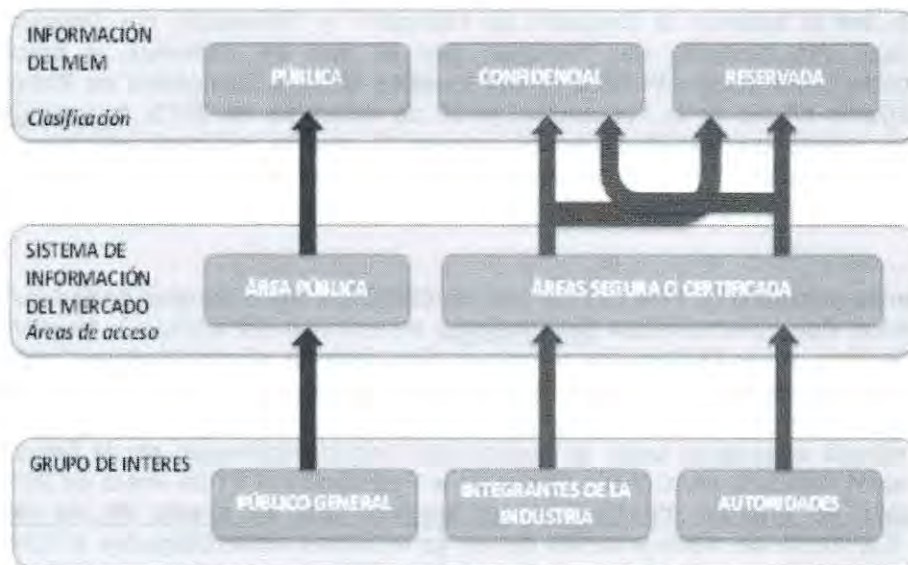 INFORMACIÓN
DEL MEM
Clasificación
PÚBLICA
CONFIDENCIAL
RESERVADA
SISTEMA DE
INFORMACIÓN
DEL MERCADO
Áreas de acceso
ÁREA PÚBLICA
ÁREAS SEGURA O CERTIFICADA
GRUPO DE INTERES
PÚBLICO GENERAL
INTEGRANTES DE LA
INDUSTRIA
AUTORIDADES